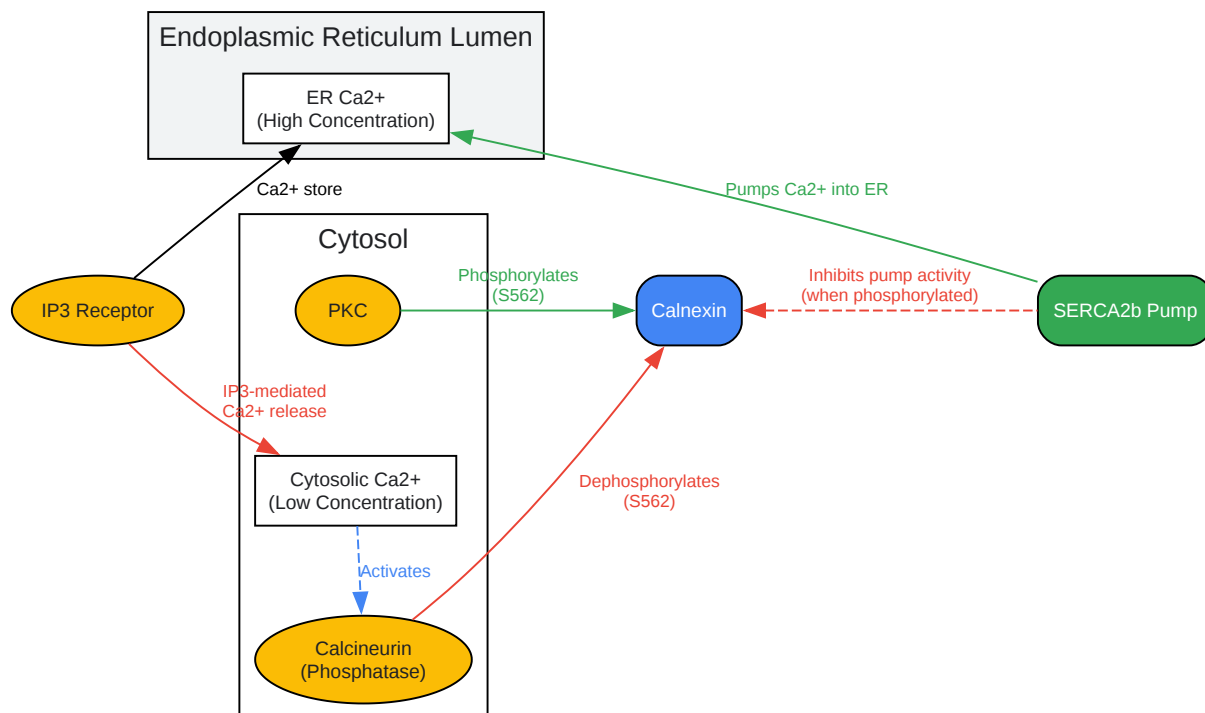 Endoplasmic Reticulum Lumen
ER Ca2+
(High Concentration)
Ca2+ store
Pumps Ca2+ into ER
Cytosol
IP3 Receptor
PKC
Phosphorylates
(S562)
Calnexin
Inhibits pump activity
(when phosphorylated)
SERCA2b Pump
IP3-mediated
Ca2+ release
Cytosolic Ca2+
(Low Concentration)
Dephosphorylates
(S562)
Activates
Calcineurin
(Phosphatase)